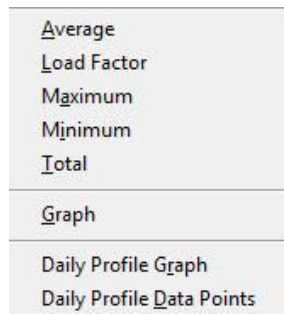 Average
Load Factor
Maximum
Minimum
Total
Graph
Daily Profile Graph
Daily Profile Data Points